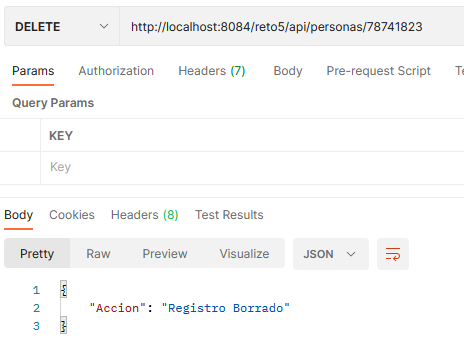 DELETE http://localhost:8084/reto5/api/personas/78741823
Params Authorization Headers (7) Body Pre-request Script
Query Params
KEY
Key
Body Cookies Headers (8) Test Results
Pretty Raw Preview Visualize JSON
1 {
2 "Accion": "Registro Borrado"
3 }